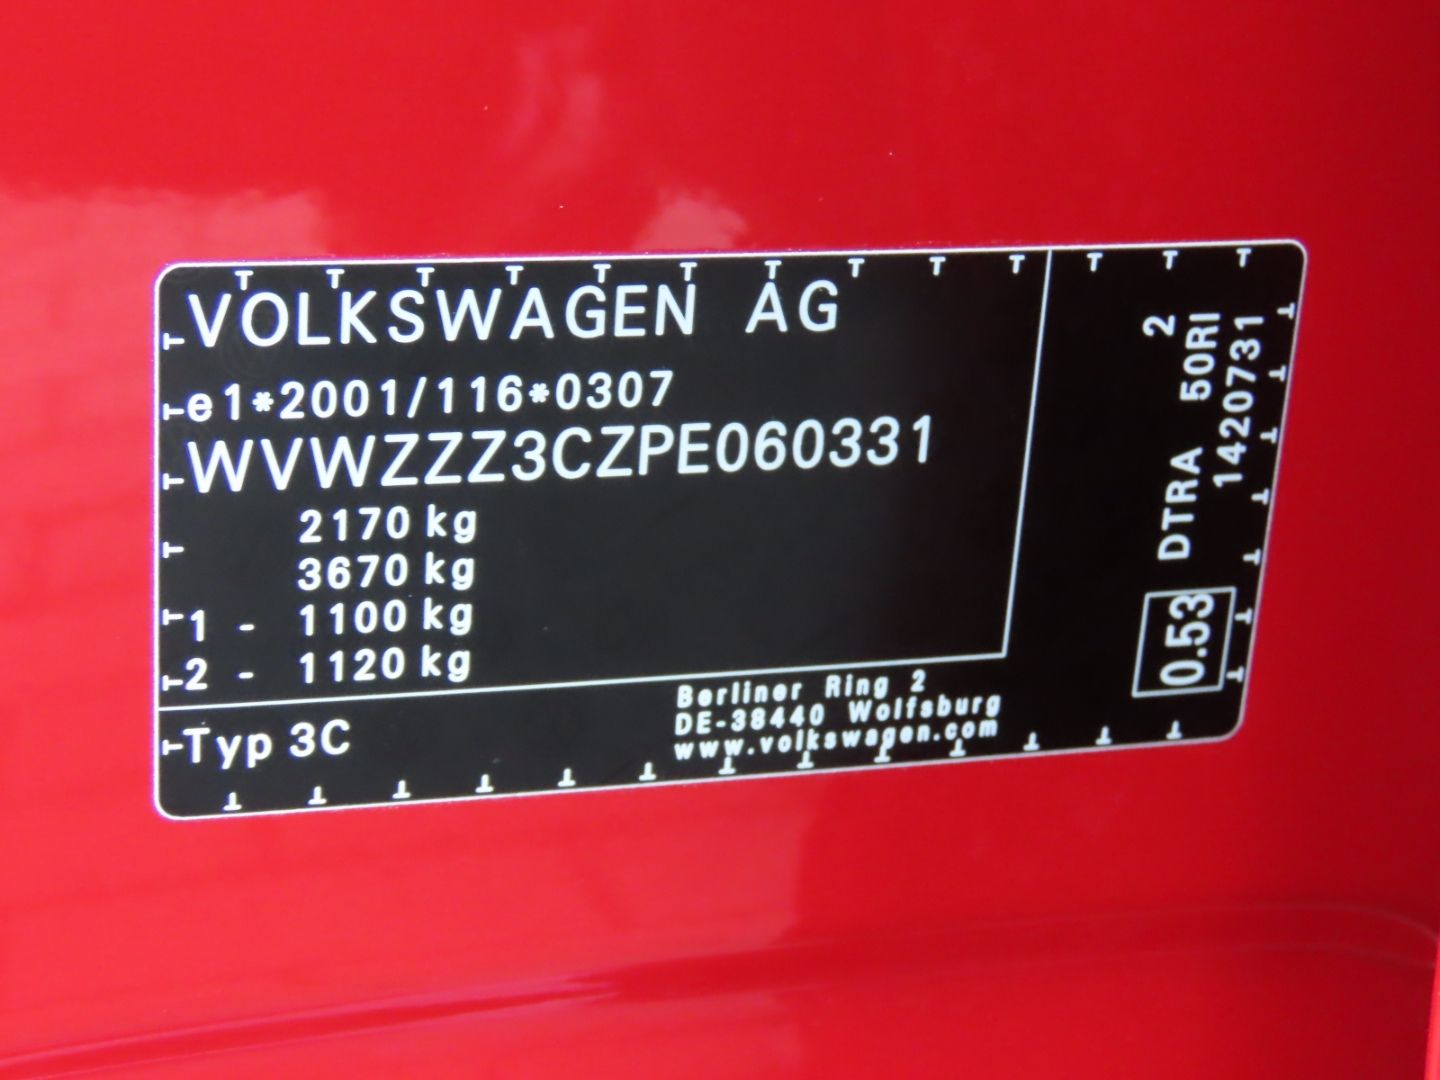 VOLKSWAGEN AG
e1*2001/116*0307
WVWZZZ3CZPE060331
2170 kg
3670 kg
1 - 1100 kg
2 - 1120 kg
Typ 3C
Berliner Ring 2
DE-38440 Wolfsburg
www.volkswagen.com
2
DTRA 50RI
1420731
0.53